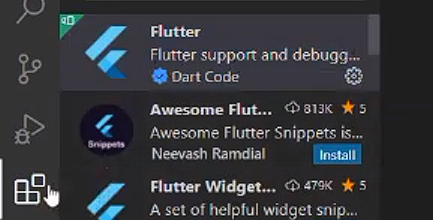 Flutter
Flutter support and debugg...
Dart Code
Awesome Flut... 813K 5
Snippets
Awesome Flutter Snippets is...
Neevash Ramdial Install
Flutter Widget... 479K 5
A set of helpful widget snip...